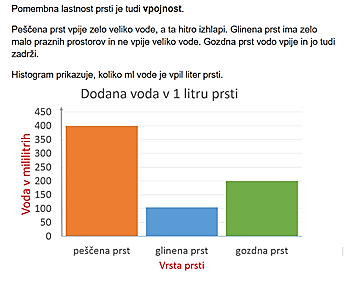 Pomembna lastnost prsti je tudi vpojnost.
Peščena prst vpije zelo veliko vode, a ta hitro izhlapi. Glinena prst ima zelo
malo praznih prostorov in ne vpije veliko vode. Gozdna prst vodo vpije in jo tudi
zadrži.
Histogram prikazuje, koliko ml vode je vpil liter prsti.
Dodana voda v 1 litru prsti
Voda v mililitrih
450
400
350
300
250
200
150
100
50
0
peščena prst glinena prst gozdna prst
Vrsta prsti